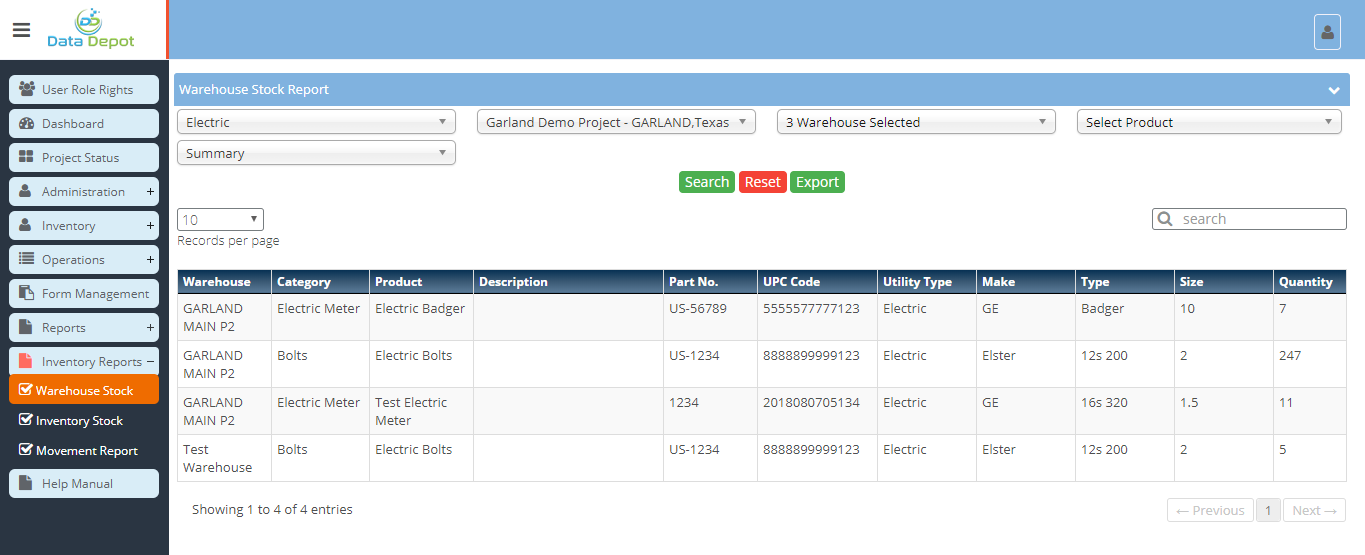 Data Depot
User Role Rights
Dashboard
Project Status
Administration +
Inventory +
Operations +
Form Management
Reports +
Inventory Reports −
Warehouse Stock
Inventory Stock
Movement Report
Help Manual
Warehouse Stock Report
Electric Garland Demo Project - GARLAND,Texas 3 Warehouse Selected Select Product
Summary
Search Reset Export
10 search
Records per page
Warehouse Category Product Description Part No. UPC Code Utility Type Make Type Size Quantity
GARLAND Electric Meter Electric Badger US-56789 5555577777123 Electric GE Badger 10 7
MAIN P2
GARLAND Bolts Electric Bolts US-1234 8888899999123 Electric Elster 12s 200 2 247
MAIN P2
GARLAND Electric Meter Test Electric 1234 2018080705134 Electric GE 16s 320 1.5 11
MAIN P2 Meter
Test Bolts Electric Bolts US-1234 8888899999123 Electric Elster 12s 200 2 5
Warehouse
Showing 1 to 4 of 4 entries ← Previous 1 Next →